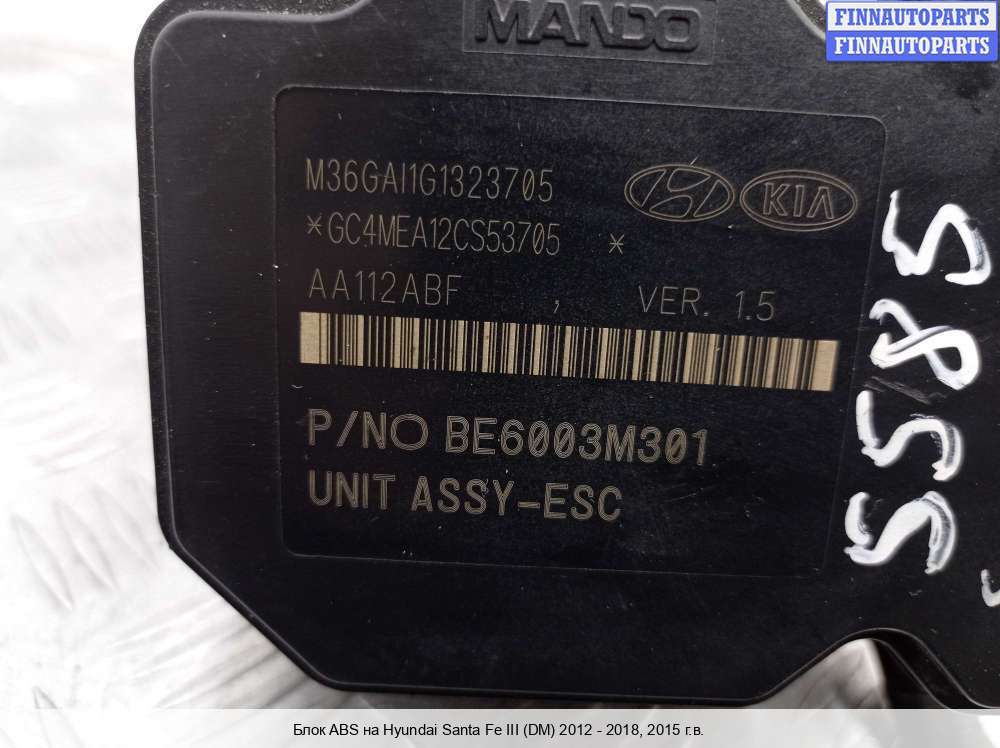 MANDO
FINNAUTOPARTS
FINNAUTOPARTS
M36GAI1G1323705
*GC4MEA12CS53705 *
KIA
AA112ABF , VER. 1.5
P/NO BE6003M301
UNIT ASSY-ESC
5585
Блок ABS на Hyundai Santa Fe III (DM) 2012 - 2018, 2015 г.в.